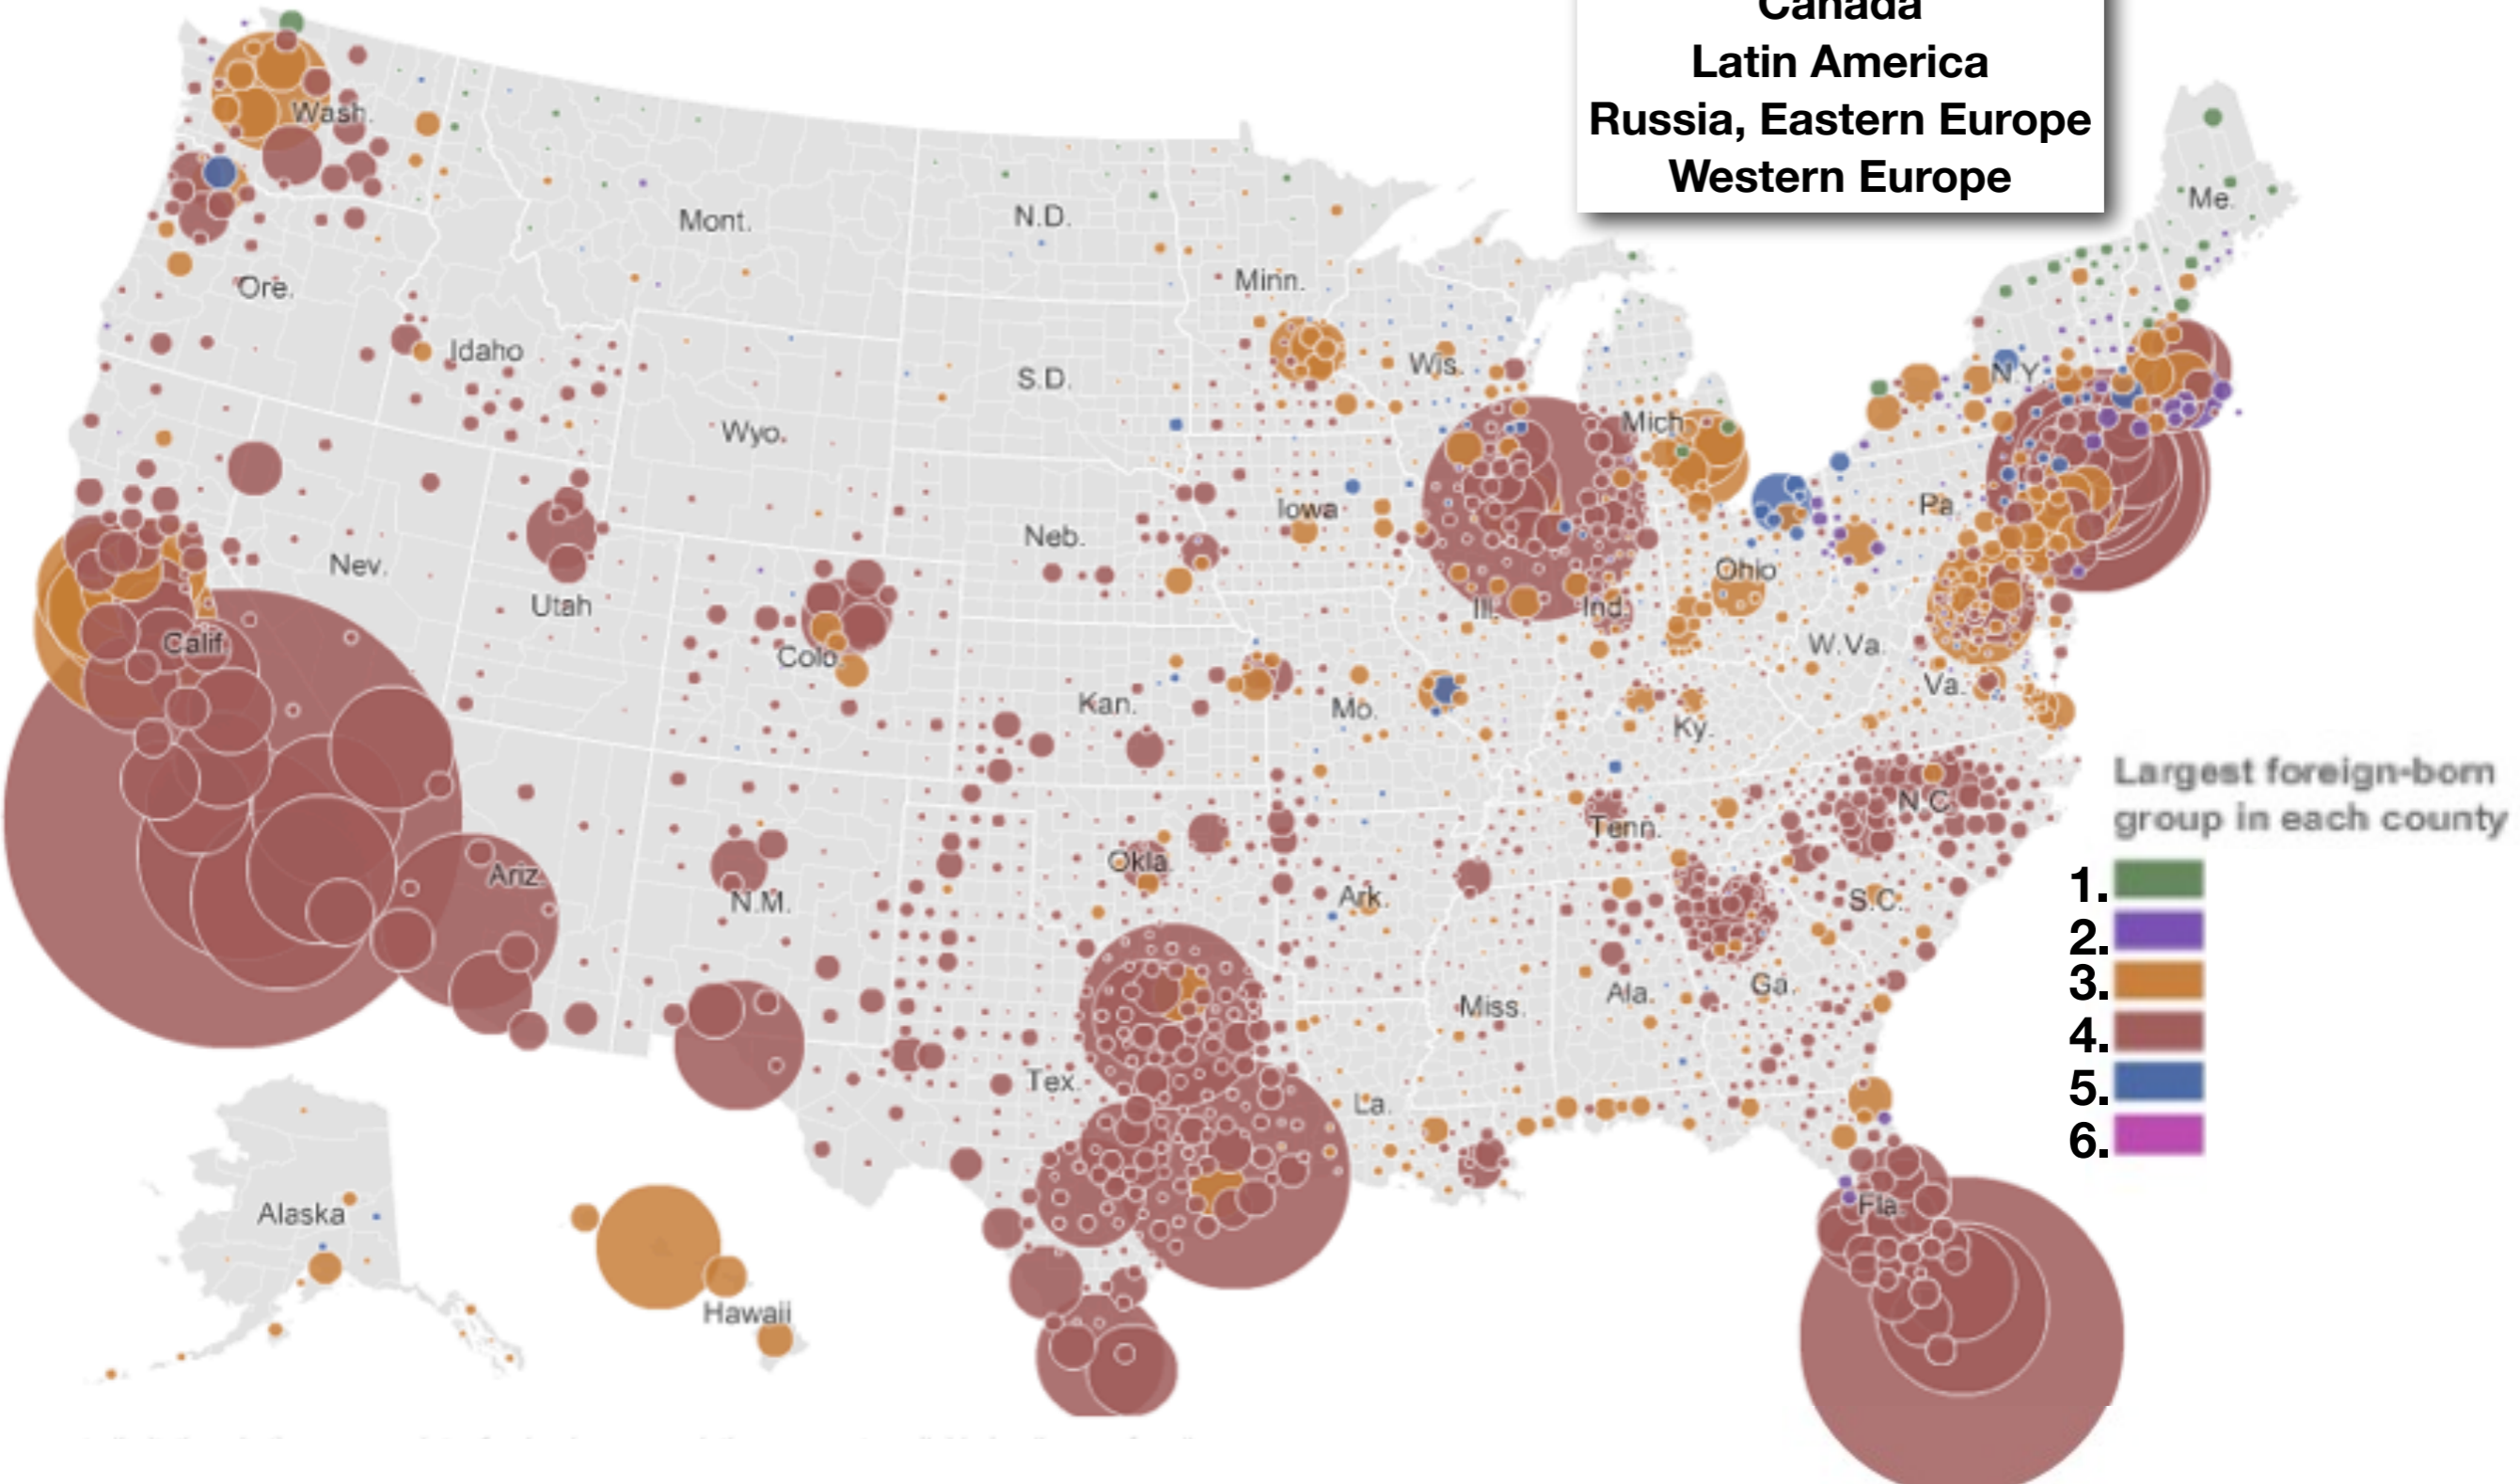 Canada
Latin America
Russia, Eastern Europe
Western Europe
Wash.
Mont.
N.D.
Minn.
Me.
Ore.
Idaho
S.D.
Wis.
N.Y.
Wyo.
Mich
Iowa
Pa.
Nev.
Utah
Neb.
Ohio
Ill.
Ind.
Calif.
Colo.
W.Va.
Kan.
Mo.
Va.
Ky.
Largest foreign-born
group in each county
N.C.
Tenn.
Okla.
Ariz.
N.M.
Ark.
S.C.
1.
2.
3.
4.
5.
6.
Miss.
Ala.
Ga.
Tex.
La.
Alaska
Fla.
Hawaii